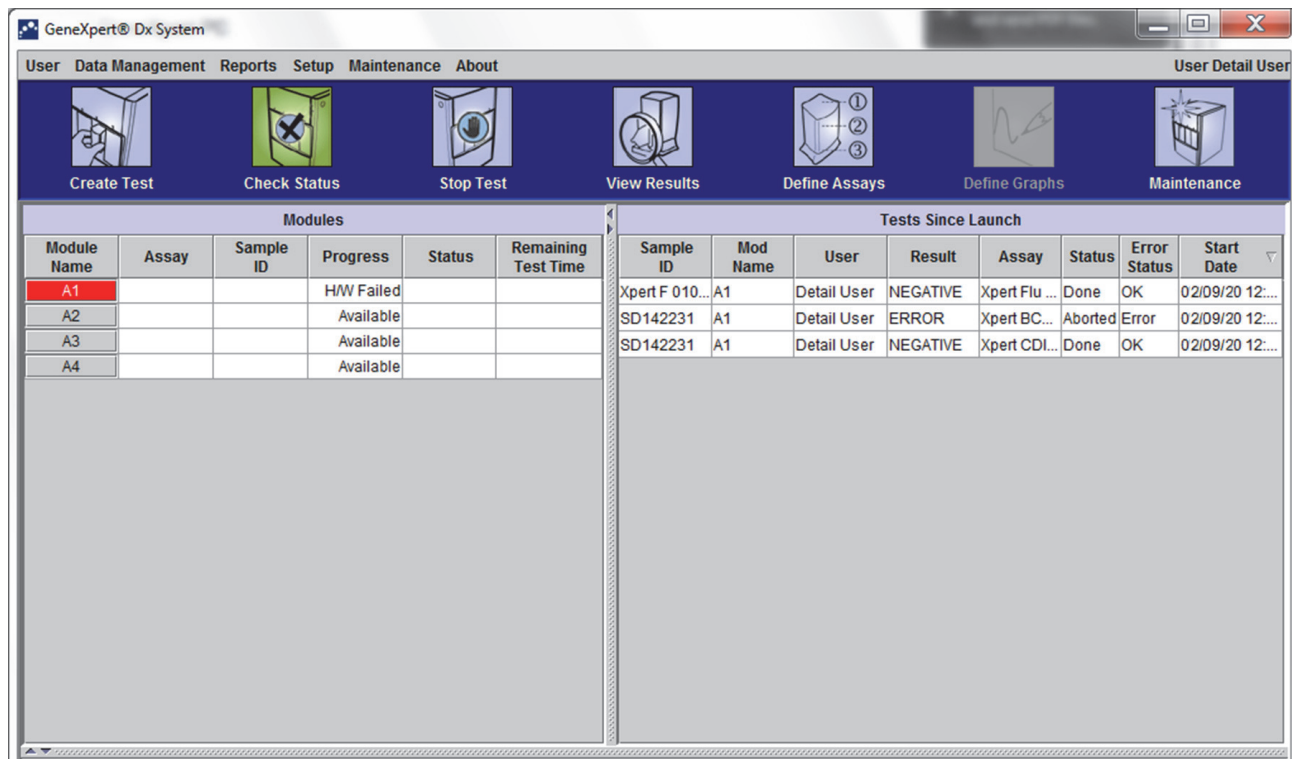 GeneXpert® Dx System
User Data Management Reports Setup Maintenance About User Detail User
Create Test Check Status Stop Test View Results Define Assays Define Graphs Maintenance
① ② ③
Modules
Module Name Assay Sample ID Progress Status Remaining Test Time
A1 H/W Failed
A2 Available
A3 Available
A4 Available
Tests Since Launch
Sample ID Mod Name User Result Assay Status Error Status Start Date
Xpert F 010... A1 Detail User NEGATIVE Xpert Flu ... Done OK 02/09/20 12:...
SD142231 A1 Detail User ERROR Xpert BC... Aborted Error 02/09/20 12:...
SD142231 A1 Detail User NEGATIVE Xpert CDI... Done OK 02/09/20 12:...